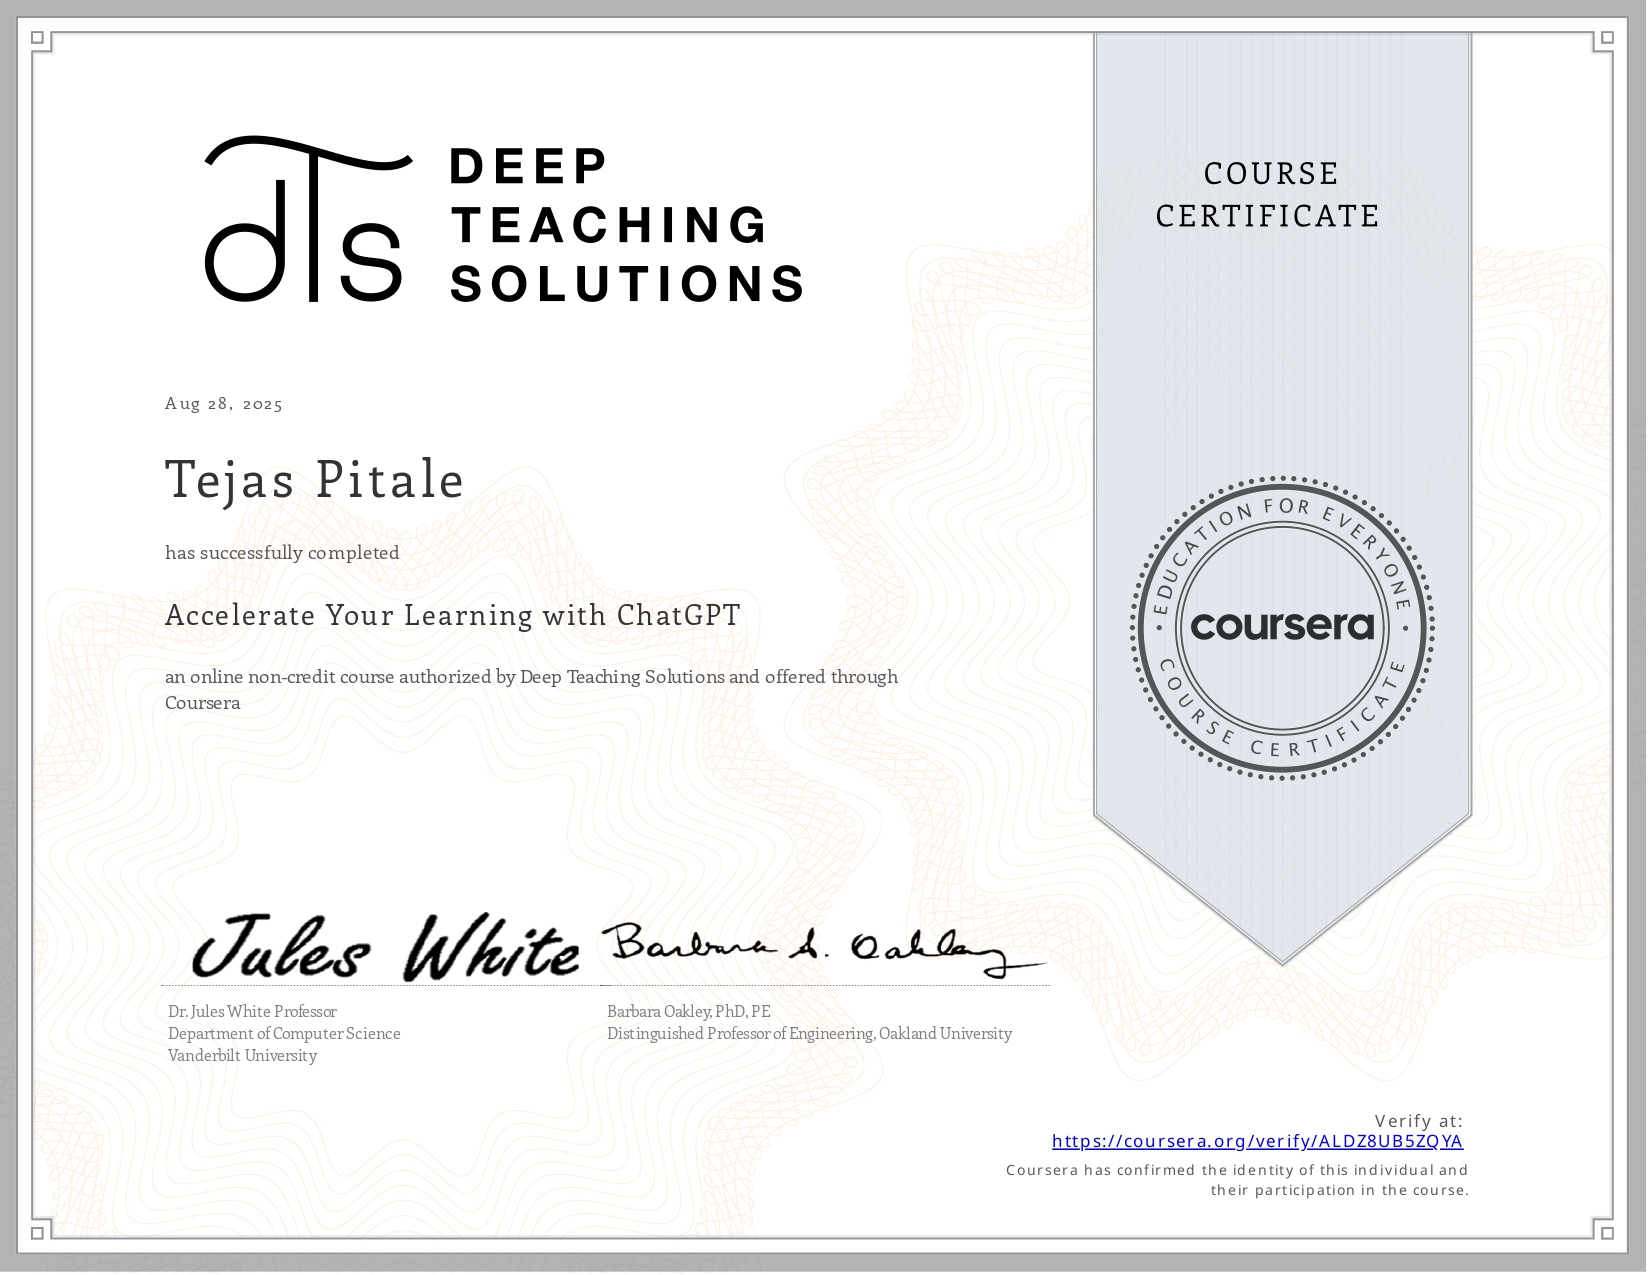 dTs
DEEP
TEACHING
SOLUTIONS
COURSE
CERTIFICATE
Aug 28, 2025
Tejas Pitale
has successfully completed
Accelerate Your Learning with ChatGPT
an online non-credit course authorized by Deep Teaching Solutions and offered through
Coursera
• EDUCATION FOR EVERYONE •
coursera
COURSE CERTIFICATE
Jules White
Dr. Jules White Professor
Department of Computer Science
Vanderbilt University
Barbara A. Oakley
Barbara Oakley, PhD, PE
Distinguished Professor of Engineering, Oakland University
Verify at:
https://coursera.org/verify/ALDZ8UB5ZQYA
Coursera has confirmed the identity of this individual and
their participation in the course.